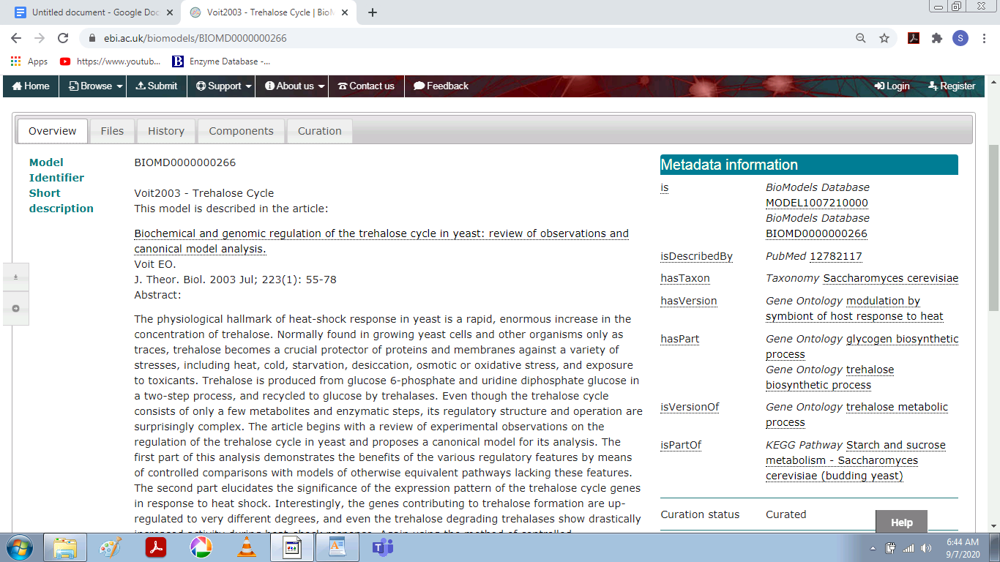 Untitled document - Google Doc
Voit2003 - Trehalose Cycle | BioM
ebi.ac.uk/biomodels/BIOMD0000000266
S
Apps
https://www.youtub...
B
Enzyme Database -...
Home
Browse
Submit
Support
About us
Contact us
Feedback
Login
Register
Overview
Files
History
Components
Curation
Model
Identifier
BIOMD0000000266
Short
description
Voit2003 - Trehalose Cycle
This model is described in the article:
Biochemical and genomic regulation of the trehalose cycle in yeast: review of observations and
canonical model analysis.
Voit EO.
J. Theor. Biol. 2003 Jul; 223(1): 55-78
Abstract:
The physiological hallmark of heat-shock response in yeast is a rapid, enormous increase in the
concentration of trehalose. Normally found in growing yeast cells and other organisms only as
traces, trehalose becomes a crucial protector of proteins and membranes against a variety of
stresses, including heat, cold, starvation, desiccation, osmotic or oxidative stress, and exposure
to toxicants. Trehalose is produced from glucose 6-phosphate and uridine diphosphate glucose in
a two-step process, and recycled to glucose by trehalases. Even though the trehalose cycle
consists of only a few metabolites and enzymatic steps, its regulatory structure and operation are
surprisingly complex. The article begins with a review of experimental observations on the
regulation of the trehalose cycle in yeast and proposes a canonical model for its analysis. The
first part of this analysis demonstrates the benefits of the various regulatory features by means
of controlled comparisons with models of otherwise equivalent pathways lacking these features.
The second part elucidates the significance of the expression pattern of the trehalose cycle genes
in response to heat shock. Interestingly, the genes contributing to trehalose formation are up-
regulated to very different degrees, and even the trehalose degrading trehalases show drastically
increased activity during heat-shock response. Again using the method of controlled
Metadata information
is
BioModels Database
MODEL1007210000
BioModels Database
BIOMD0000000266
isDescribedBy
PubMed 12782117
hasTaxon
Taxonomy Saccharomyces cerevisiae
hasVersion
Gene Ontology modulation by
symbiont of host response to heat
hasPart
Gene Ontology glycogen biosynthetic
process
Gene Ontology trehalose
biosynthetic process
isVersionOf
Gene Ontology trehalose metabolic
process
isPartOf
KEGG Pathway Starch and sucrose
metabolism - Saccharomyces
cerevisiae (budding yeast)
Curation status
Curated
Help
6:44 AM
9/7/2020